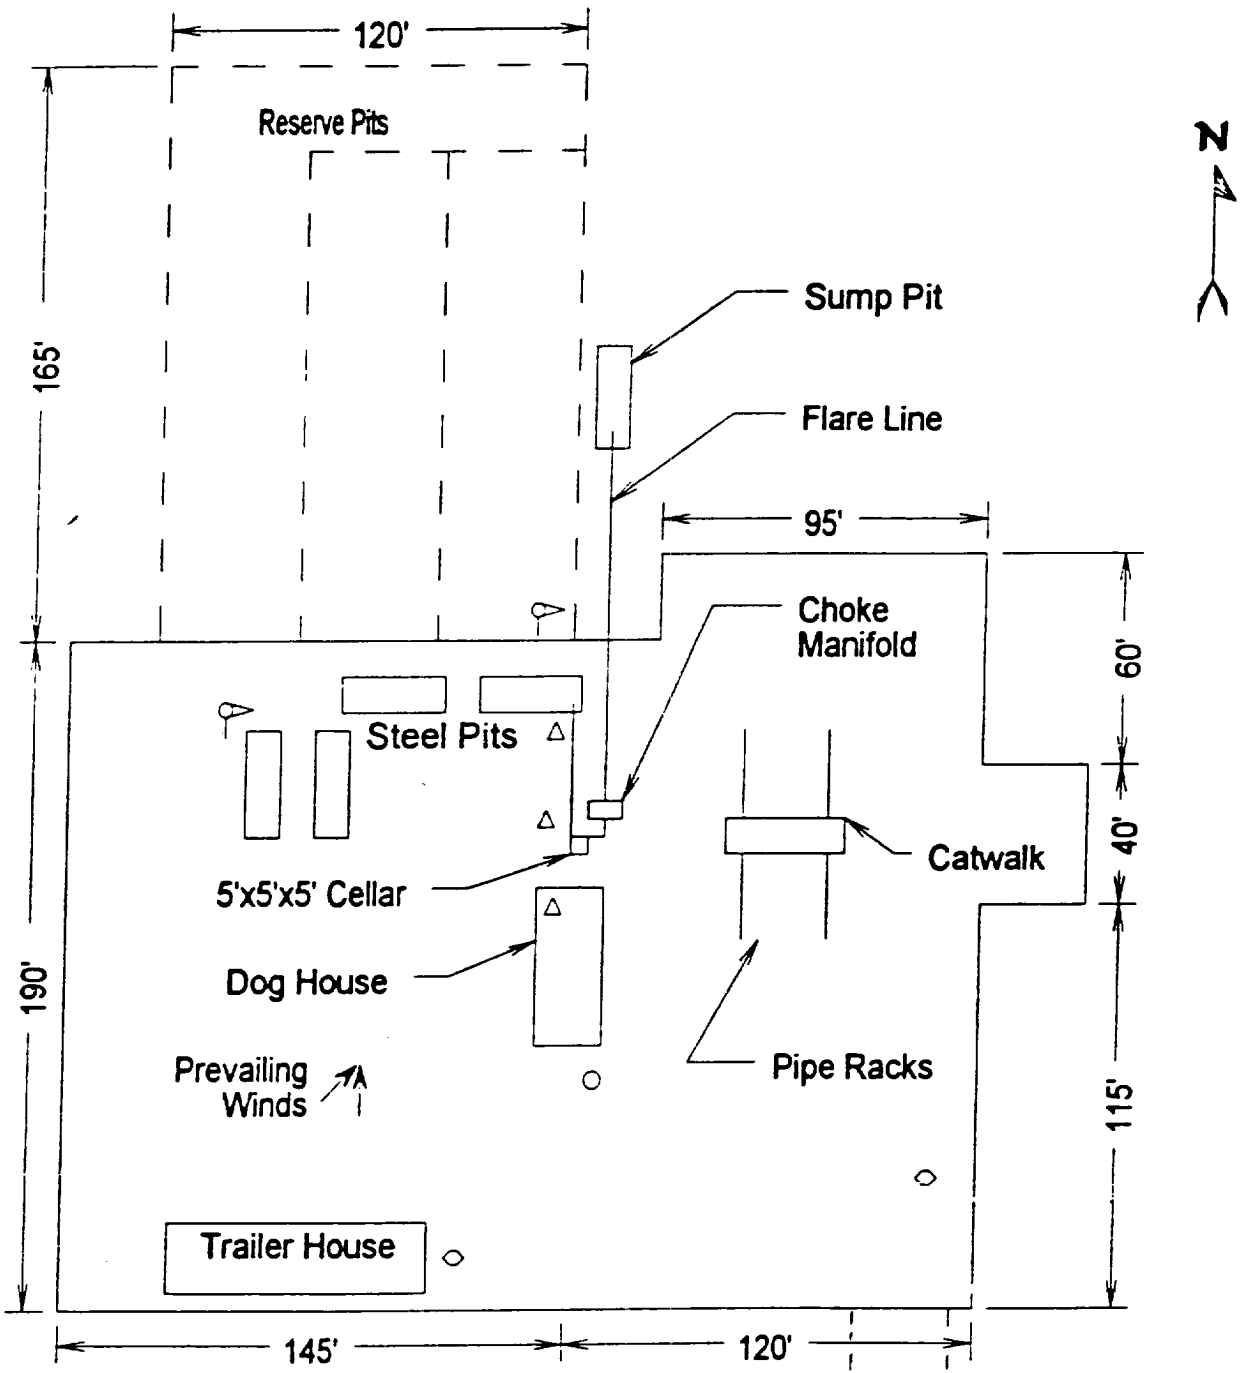 120'
Reserve Pits
N
Sump Pit
165'
Flare Line
95'
Choke
Manifold
60'
Steel Pits
40'
Catwalk
5'x5'x5' Cellar
190'
Dog House
Prevailing
Winds
Pipe Racks
115'
Trailer House
145'
120'